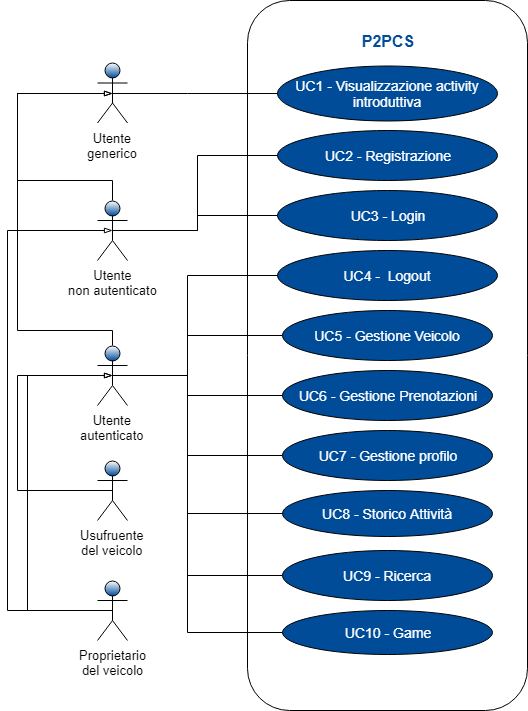 P2PCS
UC1 - Visualizzazione activity
introduttiva
Utente
generico
UC2 - Registrazione
UC3 - Login
Utente
non autenticato
UC4 - Logout
UC5 - Gestione Veicolo
UC6 - Gestione Prenotazioni
Utente
autenticato
UC7 - Gestione profilo
UC8 - Storico Attività
Usufruente
del veicolo
UC9 - Ricerca
UC10 - Game
Proprietario
del veicolo